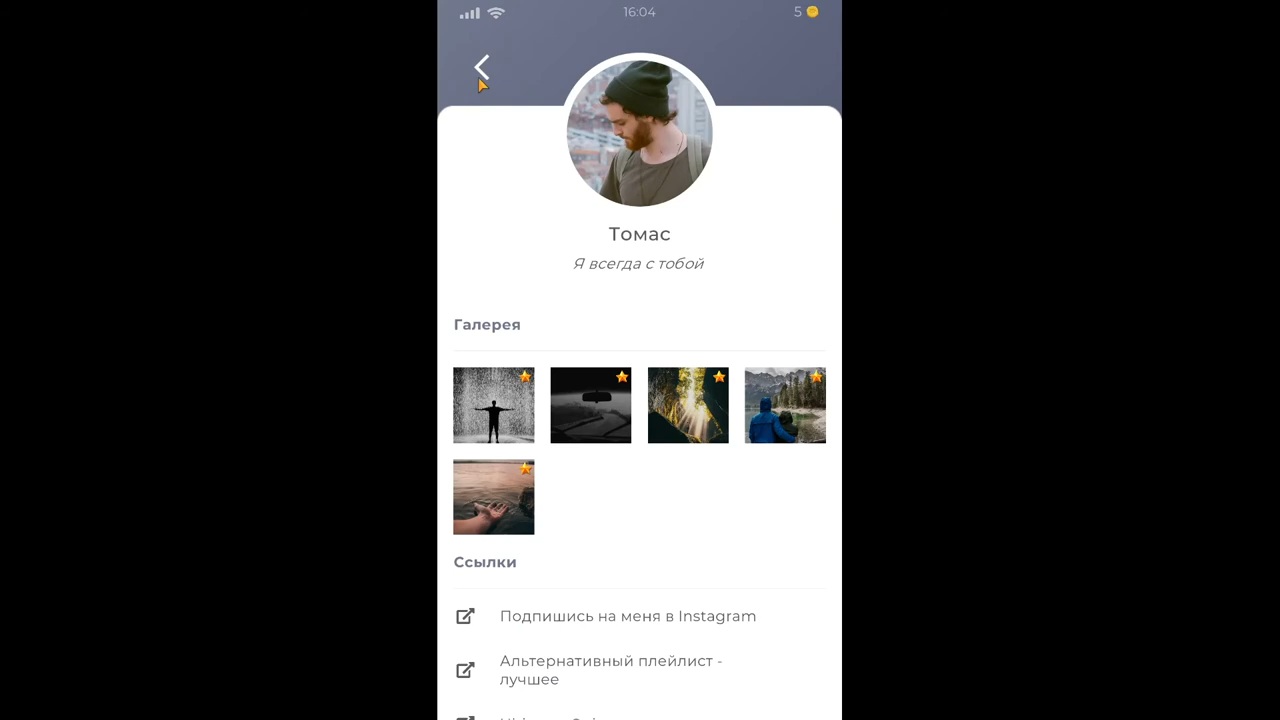 16:04
5
Томас
Я всегда с тобой
Галерея
Ссылки
Подпишись на меня в Instagram
Альтернативный плейлист -
лучшее